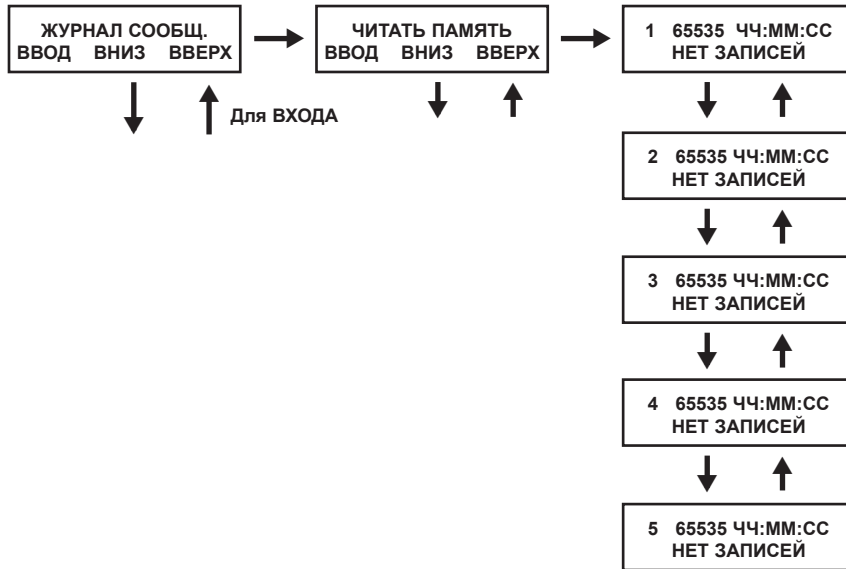 ЖУРНАЛ СООБЩ.
ВВОД ВНИЗ ВВЕРХ
Для ВХОДА
ЧИТАТЬ ПАМЯТЬ
ВВОД ВНИЗ ВВЕРХ
1 65535 ЧЧ:ММ:СС
НЕТ ЗАПИСЕЙ
2 65535 ЧЧ:ММ:СС
НЕТ ЗАПИСЕЙ
3 65535 ЧЧ:ММ:СС
НЕТ ЗАПИСЕЙ
4 65535 ЧЧ:ММ:СС
НЕТ ЗАПИСЕЙ
5 65535 ЧЧ:ММ:СС
НЕТ ЗАПИСЕЙ